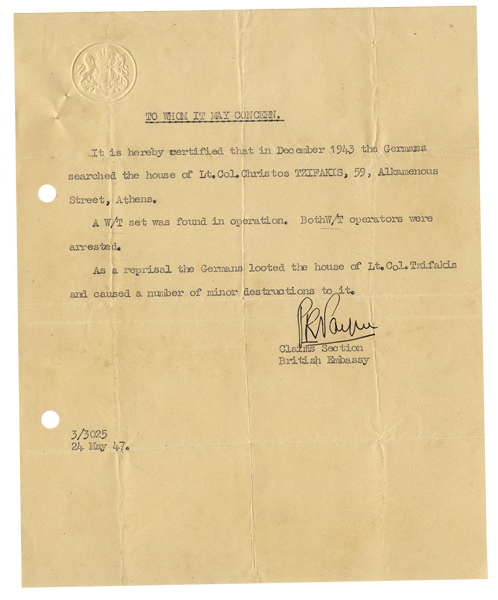 TO WHOM IT MAY CONCERN.
It is hereby certified that in December 1943 the Germans
searched the house of Lt.Col.Christos TZIFAKIS, 59, Alkamenous
Street, Athens.
A W/T set was found in operation. BothW/T operators were
arrested.
As a reprisal the Germans looted the house of Lt.Col.Tzifakis
and caused a number of minor destructions to it.
Claims Section
British Embassy
3/3025
24 May 47.